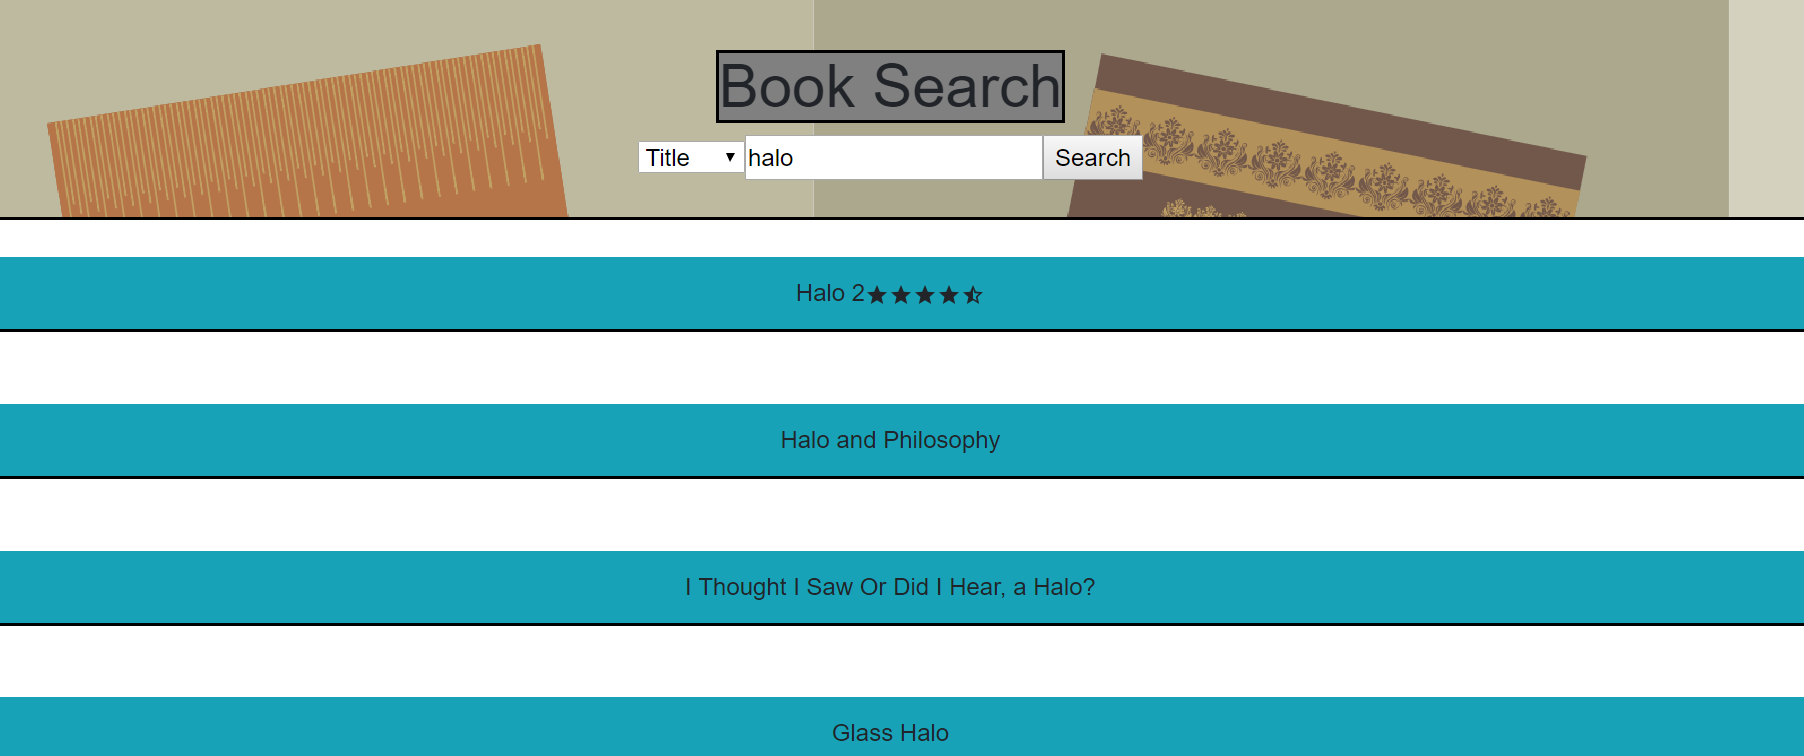 Book Search
Title halo Search
Halo 2
Halo and Philosophy
I Thought I Saw Or Did I Hear, a Halo?
Glass Halo